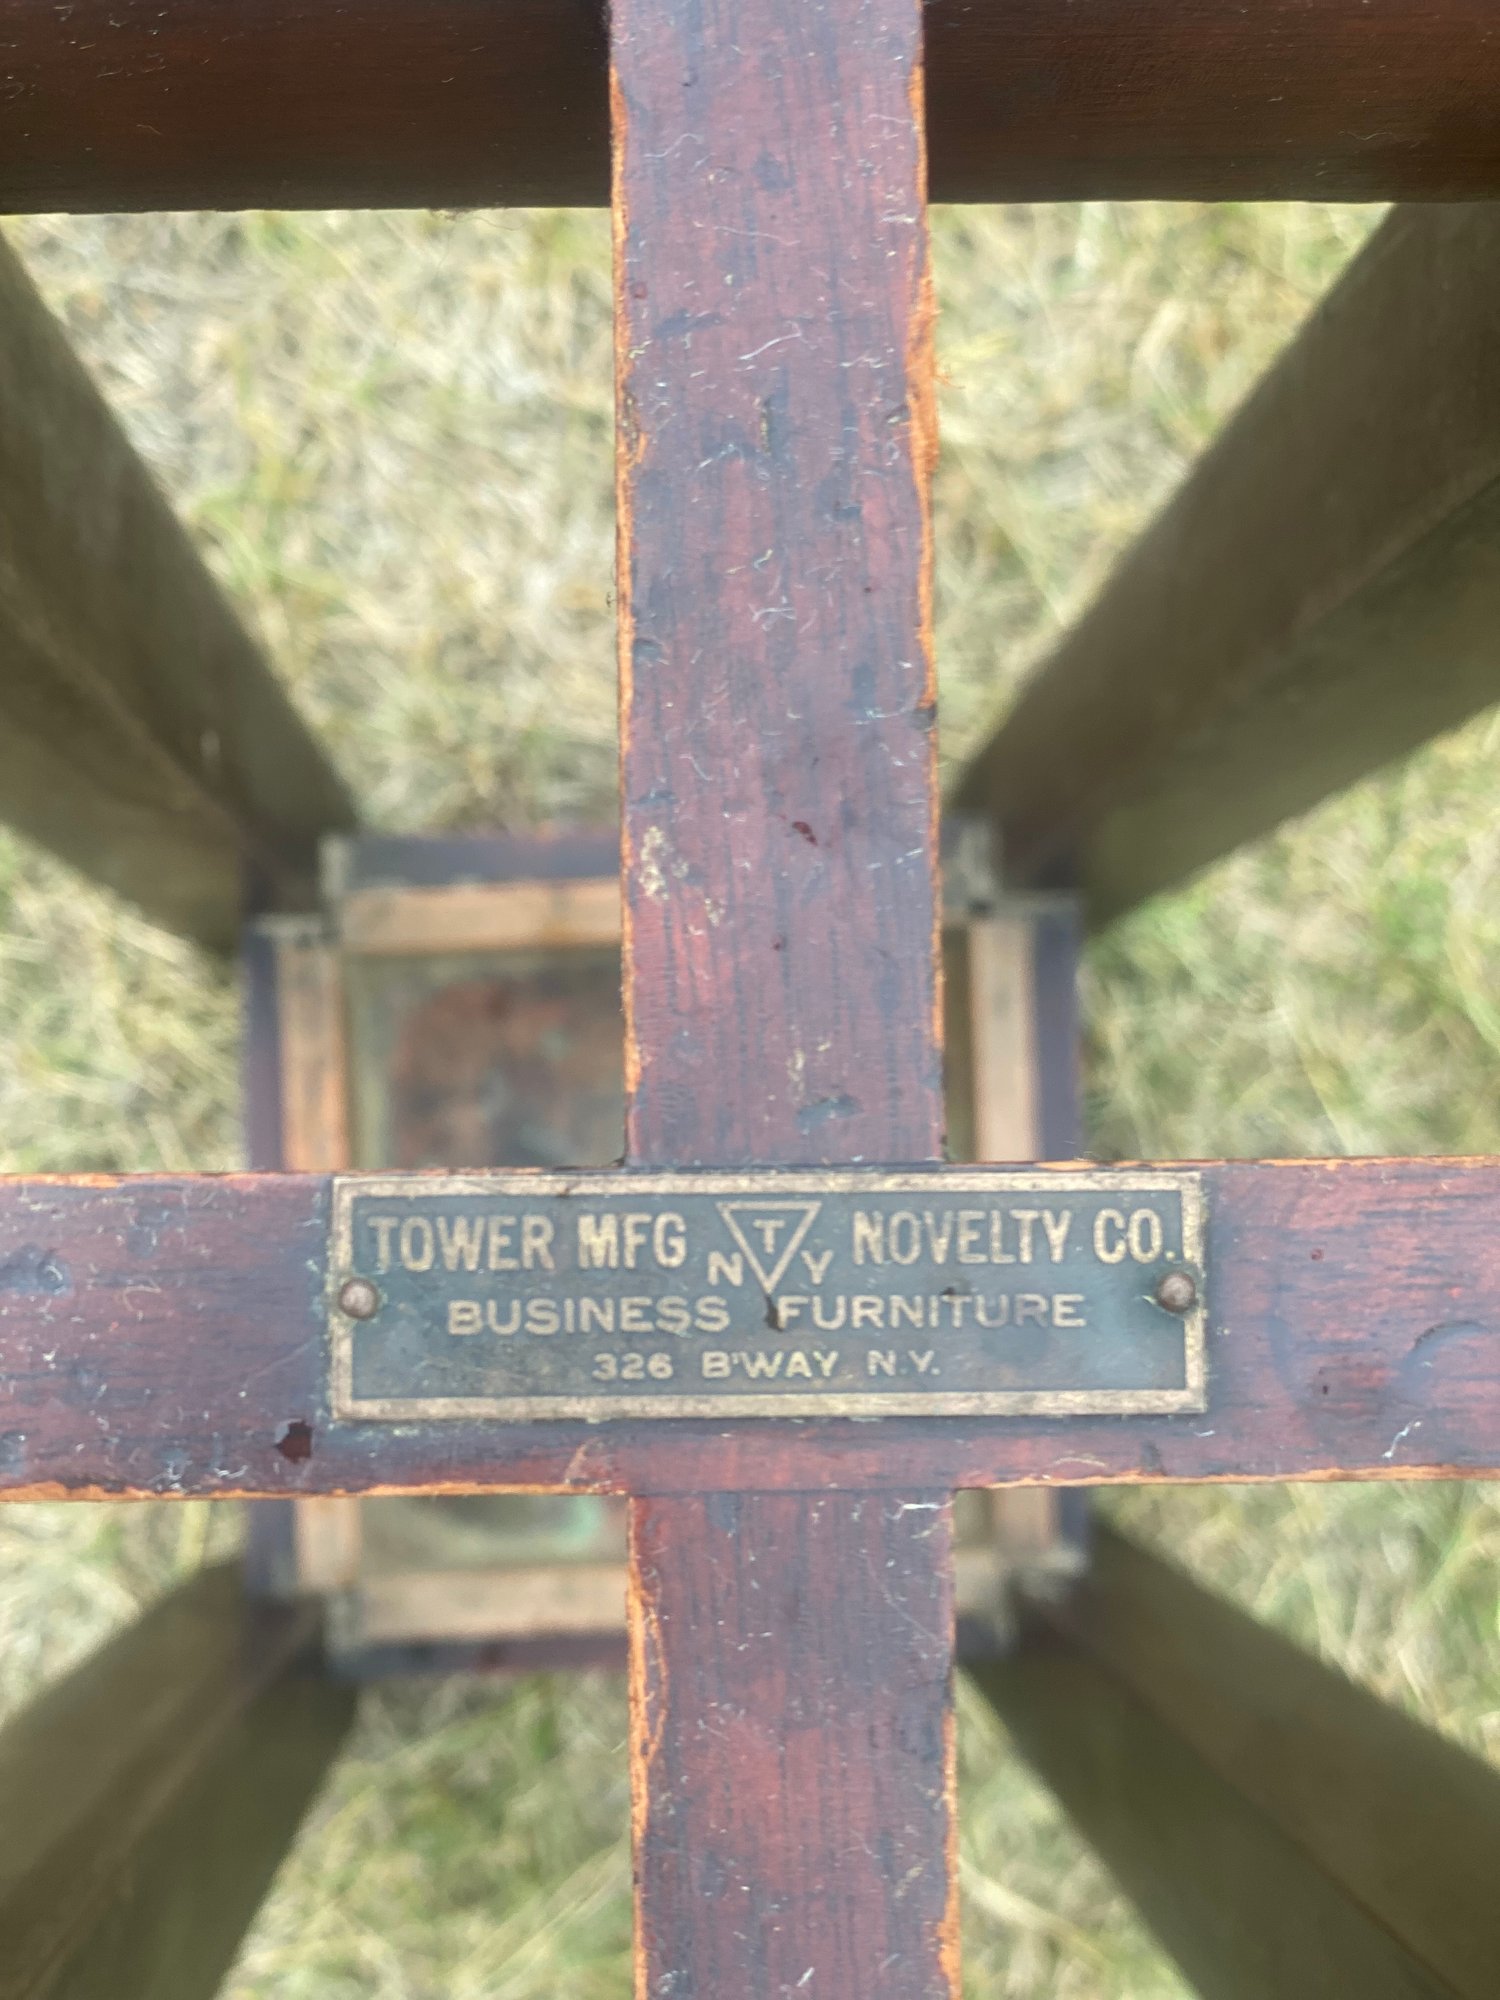 TOWER MFG N T Y NOVELTY CO.
BUSINESS FURNITURE
326 B'WAY N.Y.